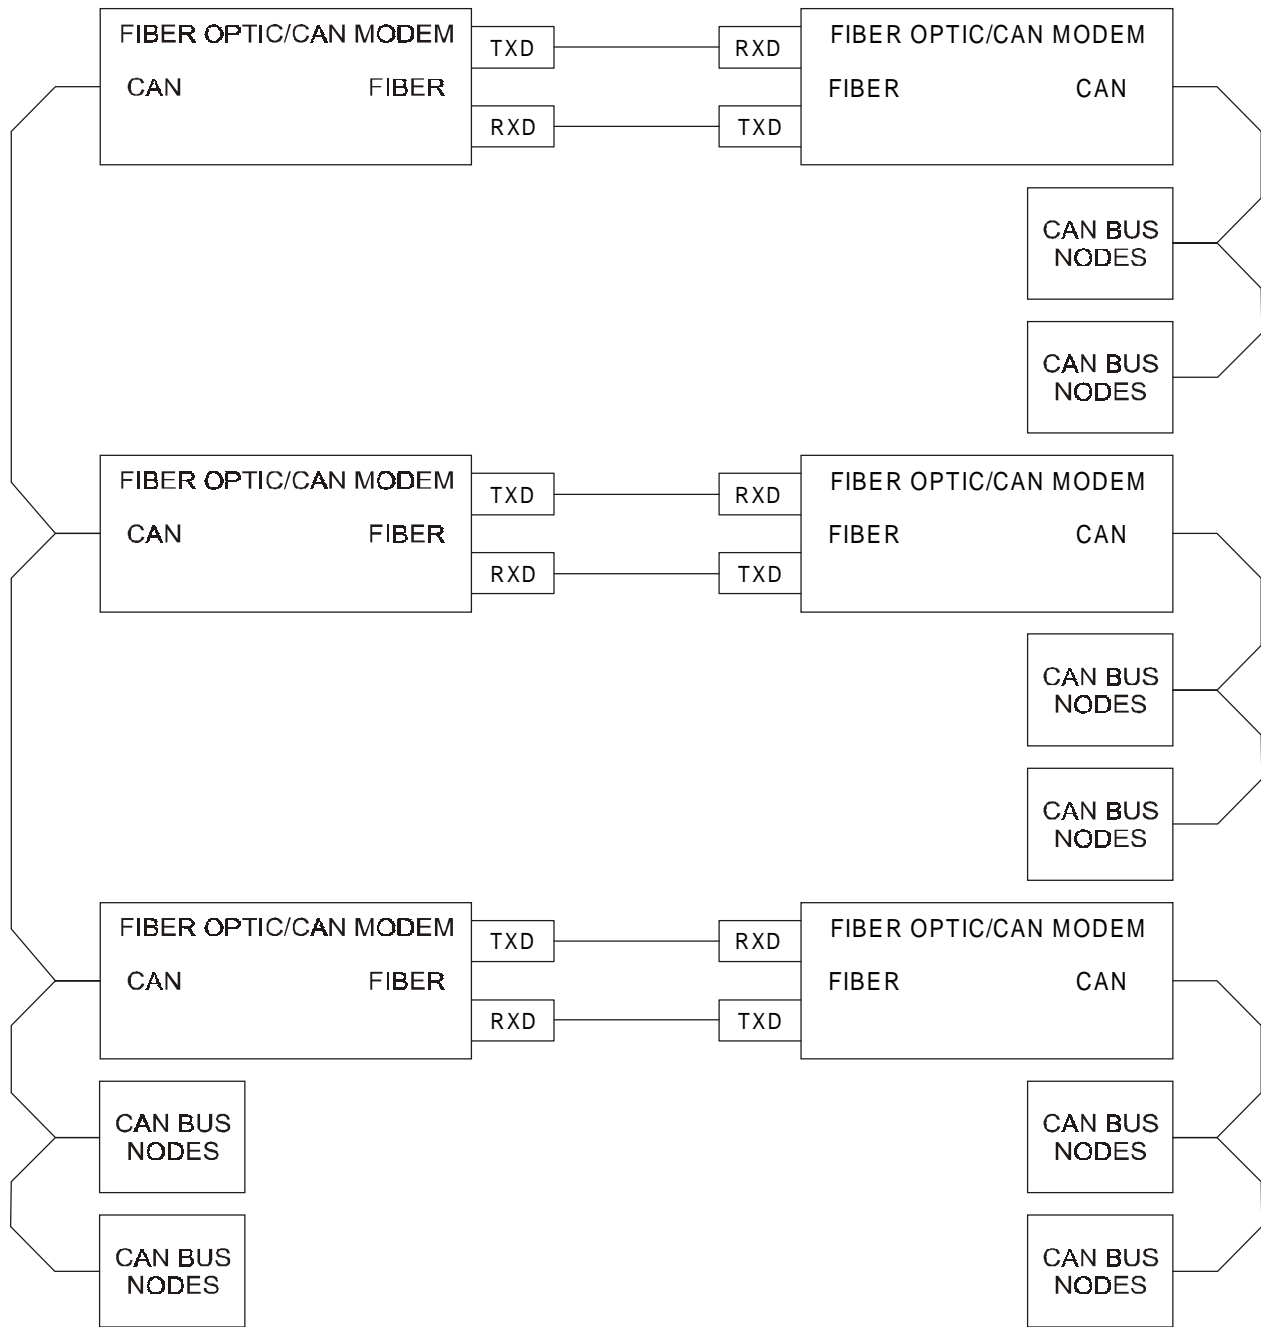 FIBER OPTIC/CAN MODEM
TXD
RXD
FIBER OPTIC/CAN MODEM
CAN
FIBER
FIBER
CAN
RXD
TXD
CAN BUS
NODES
CAN BUS
NODES
FIBER OPTIC/CAN MODEM
TXD
RXD
FIBER OPTIC/CAN MODEM
CAN
FIBER
FIBER
CAN
RXD
TXD
CAN BUS
NODES
CAN BUS
NODES
FIBER OPTIC/CAN MODEM
TXD
RXD
FIBER OPTIC/CAN MODEM
CAN
FIBER
FIBER
CAN
RXD
TXD
CAN BUS
NODES
CAN BUS
NODES
CAN BUS
NODES
CAN BUS
NODES